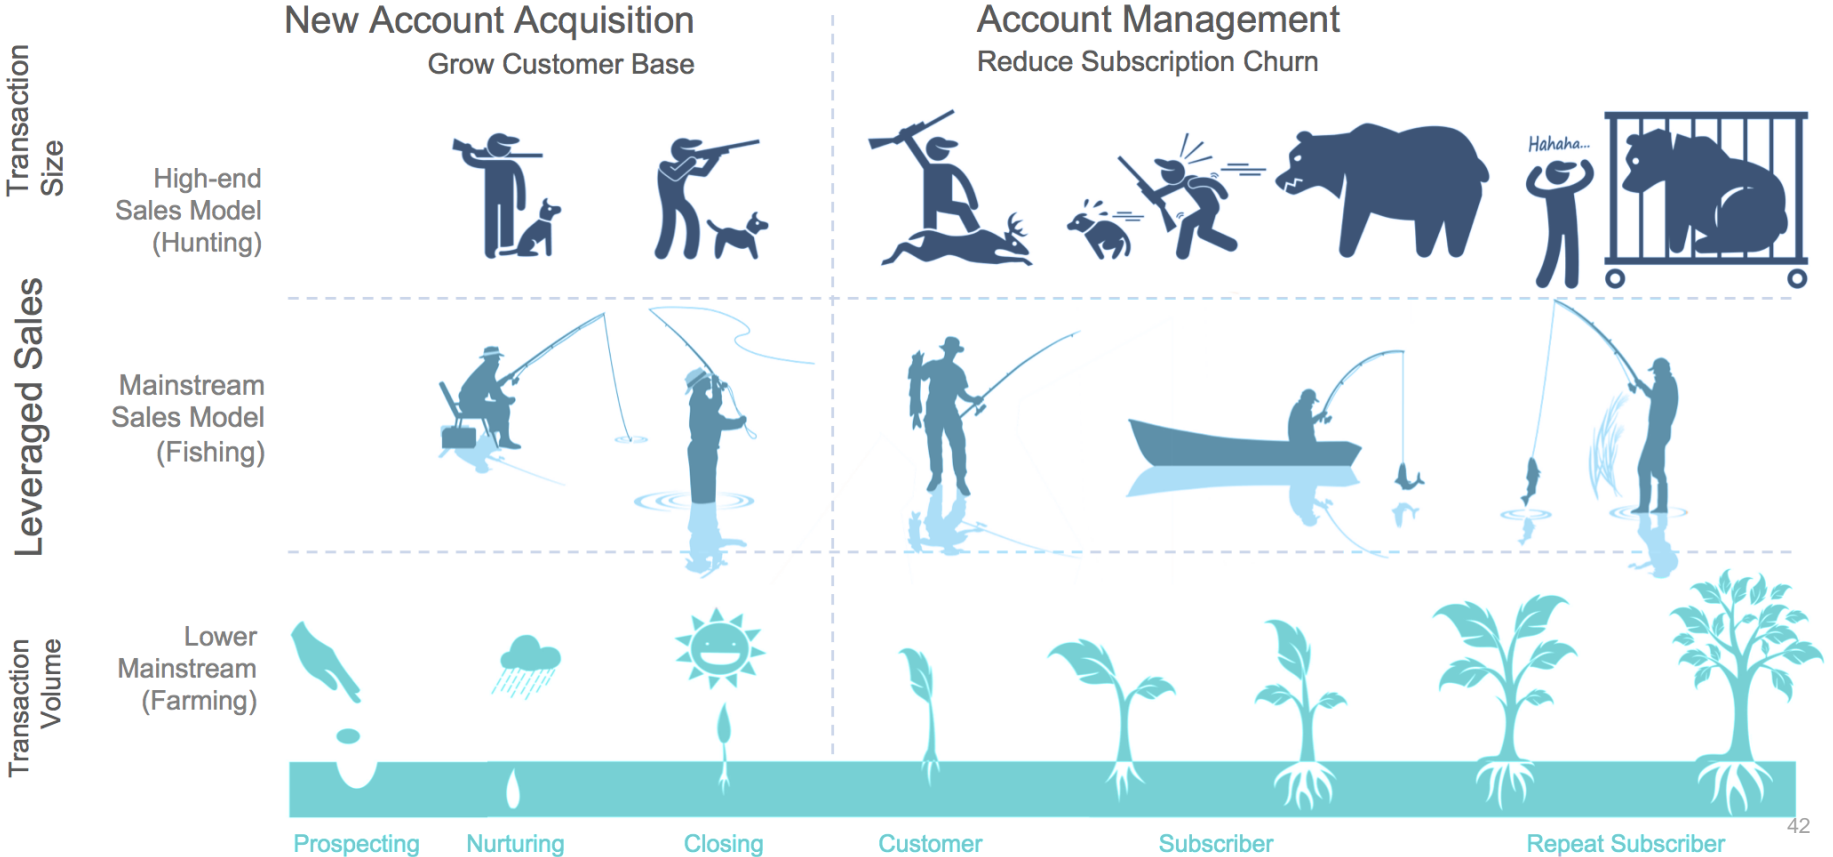 New Account Acquisition
Grow Customer Base
Account Management
Reduce Subscription Churn
Transaction
Size
High-end
Sales Model
(Hunting)
Hahaha...
Leveraged Sales
Mainstream
Sales Model
(Fishing)
Transaction
Volume
Lower
Mainstream
(Farming)
Prospecting
Nurturing
Closing
Customer
Subscriber
Repeat Subscriber
42